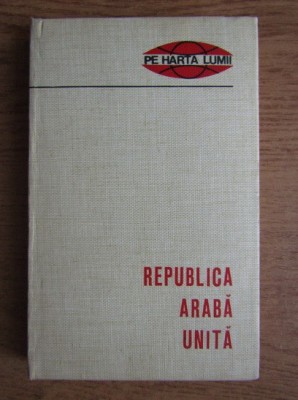 PE HARTA LUMII
REPUBLICA
ARABĂ
UNITĂ